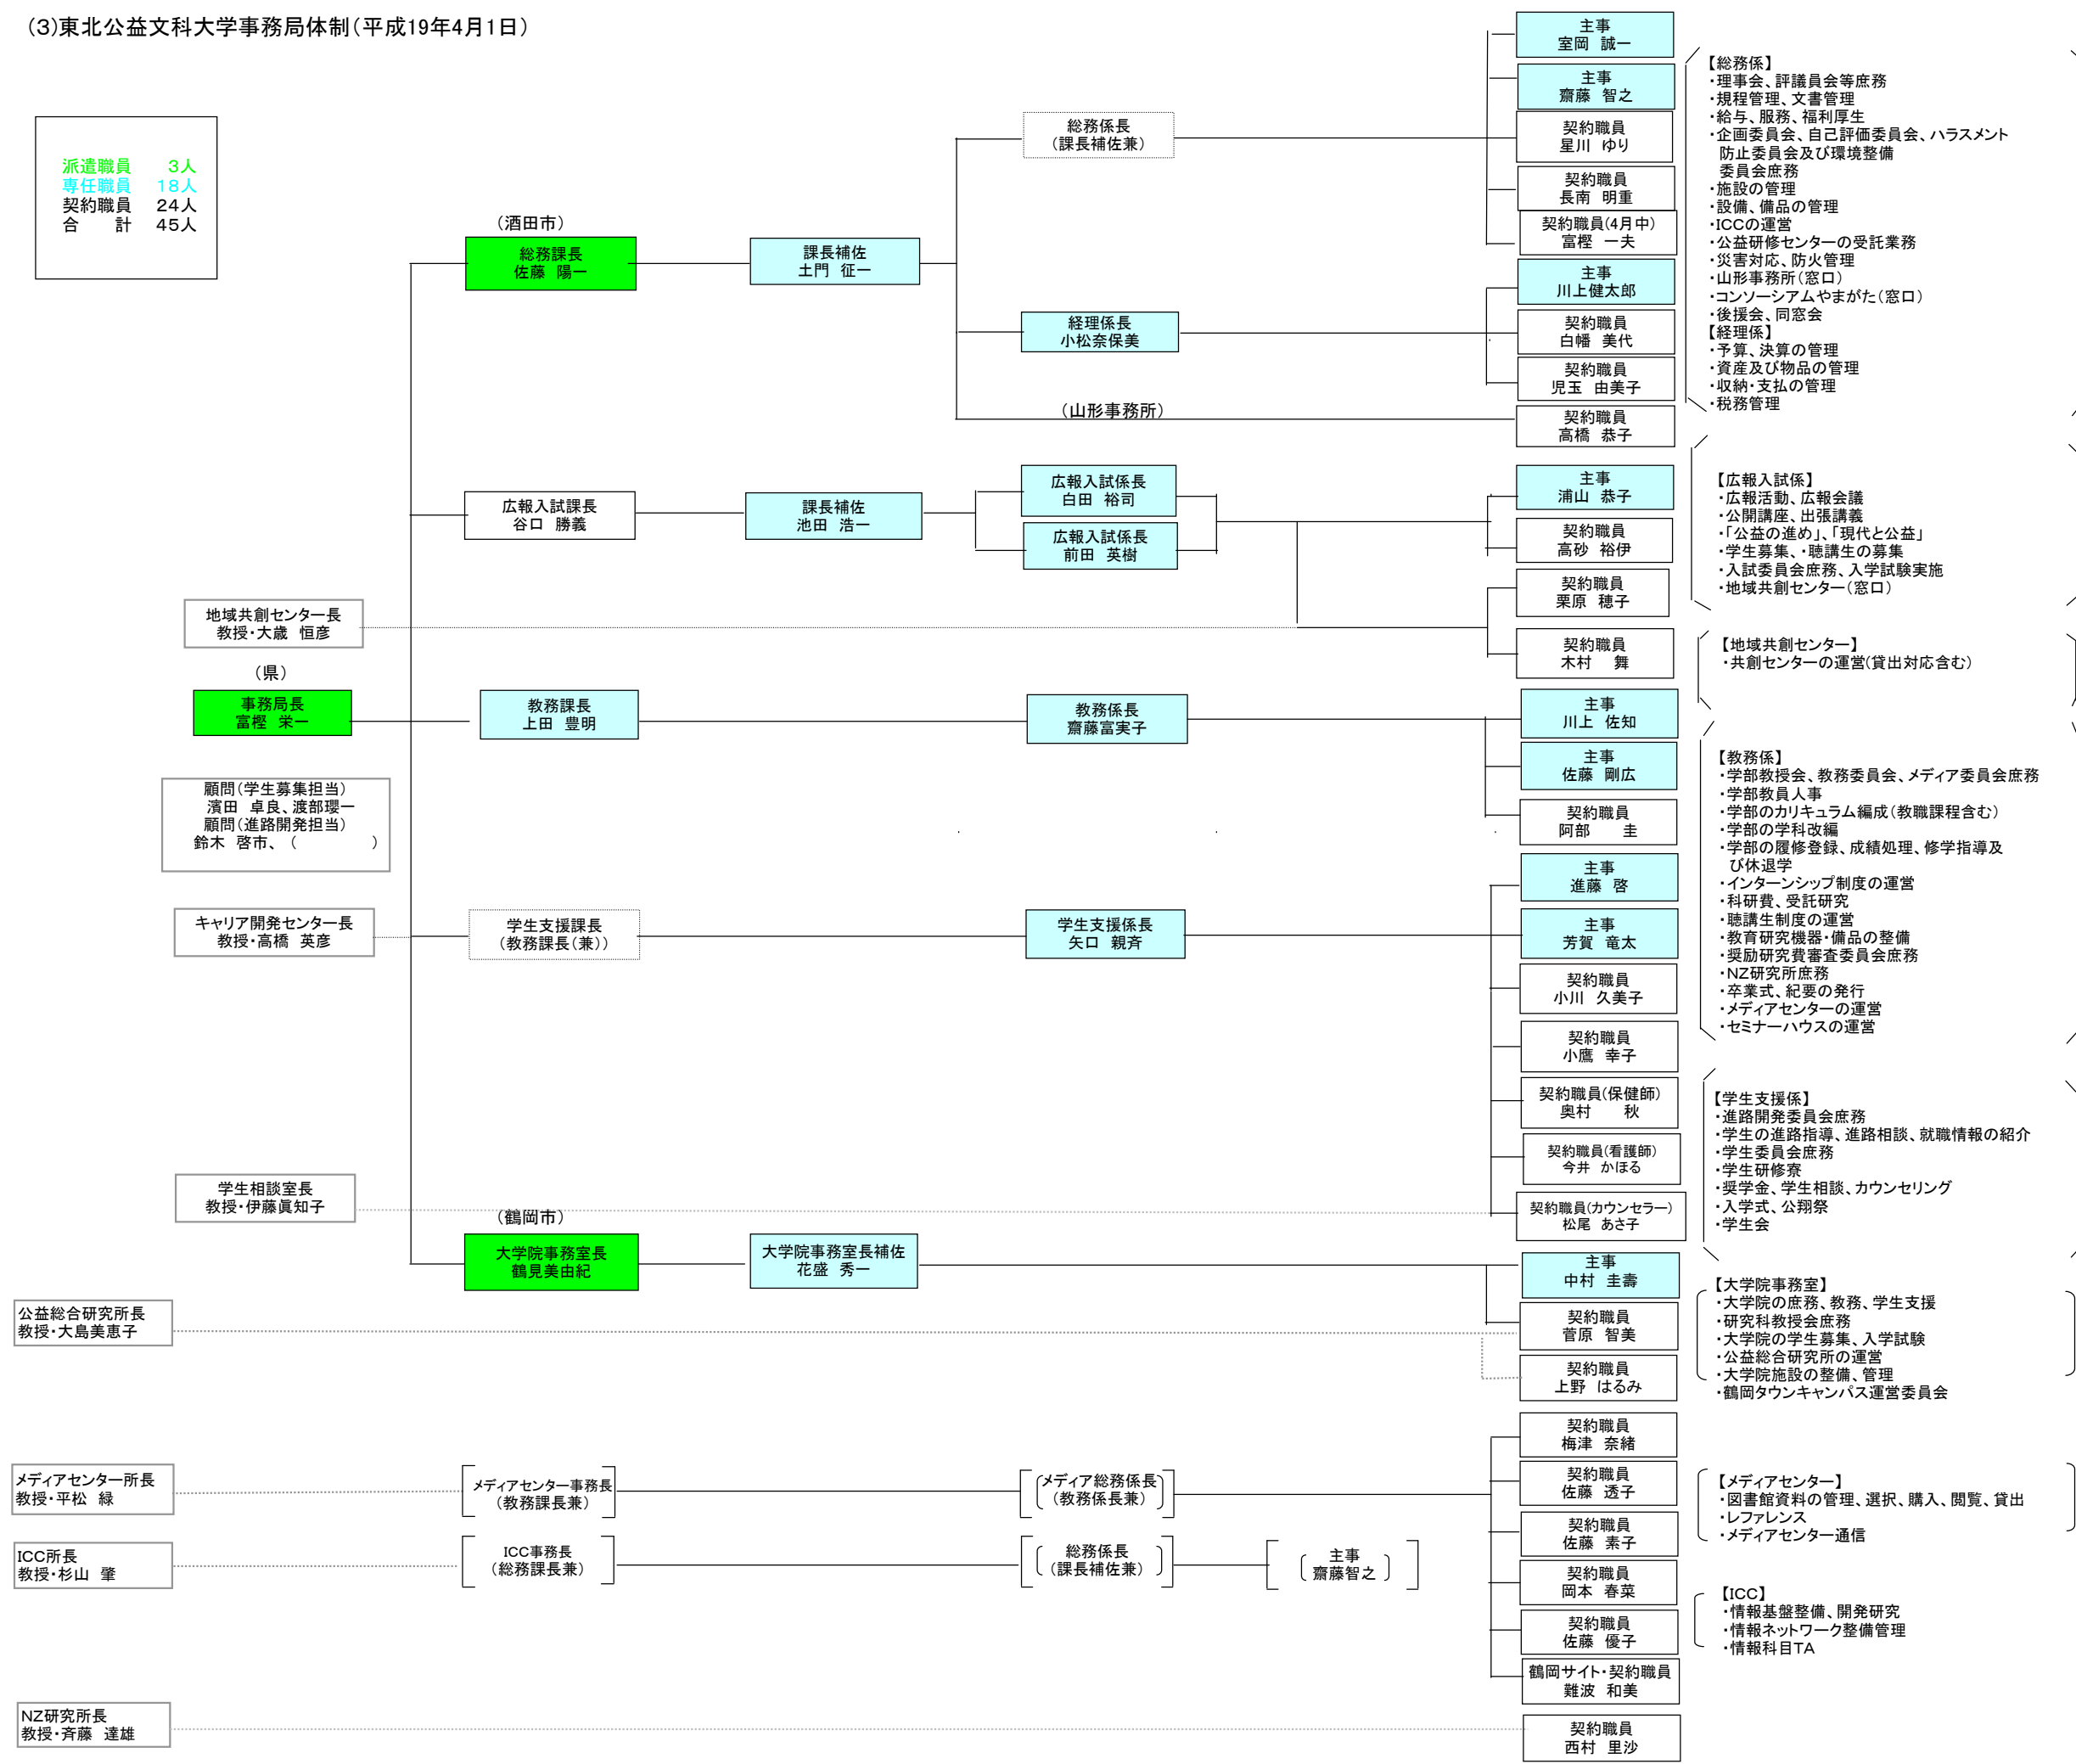 (3)東北公益文科大学事務局体制(平成19年4月1日)
派遣職員 3人
専任職員 18人
契約職員 24人
合 計 45人
(酒田市)
総務課長
佐藤 陽一
課長補佐
土門 征一
総務係長
(課長補佐兼)
経理係長
小松奈保美
(山形事務所)
主事
室岡 誠一
主事
齋藤 智之
契約職員
星川 ゆり
契約職員
長南 明重
契約職員(4月中)
富樫 一夫
主事
川上健太郎
契約職員
白幡 美代
契約職員
児玉 由美子
契約職員
高橋 恭子
【総務係】
・理事会、評議員会等庶務
・規程管理、文書管理
・給与、服務、福利厚生
・企画委員会、自己評価委員会、ハラスメント
防止委員会及び環境整備
委員会庶務
・施設の管理
・設備、備品の管理
・ICCの運営
・公益研修センターの受託業務
・災害対応、防火管理
・山形事務所(窓口)
・コンソーシアムやまがた(窓口)
・後援会、同窓会
【経理係】
・予算、決算の管理
・資産及び物品の管理
・収納・支払の管理
・税務管理
広報入試課長
谷口 勝義
課長補佐
池田 浩一
広報入試係長
白田 裕司
広報入試係長
前田 英樹
主事
浦山 恭子
契約職員
高砂 裕伊
契約職員
栗原 穂子
契約職員
木村 舞
【広報入試係】
・広報活動、広報会議
・公開講座、出張講義
・「公益の進め」、「現代と公益」
・学生募集、・聴講生の募集
・入試委員会庶務、入学試験実施
・地域共創センター(窓口)
地域共創センター長
教授・大歳 恒彦
【地域共創センター】
・共創センターの運営(貸出対応含む)
(県)
事務局長
富樫 栄一
教務課長
上田 豊明
教務係長
齋藤富実子
主事
川上 佐知
主事
佐藤 剛広
契約職員
阿部 圭
顧問(学生募集担当)
濱田 卓良、渡部環一
顧問(進路開発担当)
鈴木 啓市、( )
【教務係】
・学部教授会、教務委員会、メディア委員会庶務
・学部教員人事
・学部のカリキュラム編成(教職課程含む)
・学部の学科改編
・学部の履修登録、成績処理、修学指導及
び休退学
・インターンシップ制度の運営
・科研費、受託研究
・聴講生制度の運営
・教育研究機器・備品の整備
・奨励研究費審査委員会庶務
・NZ研究所庶務
・卒業式、紀要の発行
・メディアセンターの運営
・セミナーハウスの運営
キャリア開発センター長
教授・高橋 英彦
学生支援課長
(教務課長(兼))
学生支援係長
矢口 親斉
主事
進藤 啓
主事
芳賀 竜太
契約職員
小川 久美子
契約職員
小鷹 幸子
契約職員(保健師)
奥村 秋
契約職員(看護師)
今井 かほる
契約職員(カウンセラー)
松尾 あさ子
【学生支援係】
・進路開発委員会庶務
・学生の進路指導、進路相談、就職情報の紹介
・学生委員会庶務
・学生研修寮
・奨学金、学生相談、カウンセリング
・入学式、公翔祭
・学生会
学生相談室長
教授・伊藤眞知子
(鶴岡市)
大学院事務室長
鶴見美由紀
大学院事務室長補佐
花盛 秀一
主事
中村 圭壽
契約職員
菅原 智美
契約職員
上野 はるみ
【大学院事務室】
・大学院の庶務、教務、学生支援
・研究科教授会庶務
・大学院の学生募集、入学試験
・公益総合研究所の運営
・大学院施設の整備、管理
・鶴岡タウンキャンパス運営委員会
公益総合研究所長
教授・大島美恵子
メディアセンター所長
教授・平松 緑
メディアセンター事務長
(教務課長兼)
メディア総務係長
(教務係長兼)
契約職員
梅津 奈緒
契約職員
佐藤 透子
契約職員
佐藤 素子
契約職員
岡本 春菜
契約職員
佐藤 優子
鶴岡サイト・契約職員
難波 和美
【メディアセンター】
・図書館資料の管理、選択、購入、閲覧、貸出
・レファレンス
・メディアセンター通信
ICC所長
教授・杉山 肇
ICC事務長
(総務課長兼)
総務係長
(課長補佐兼)
主事
齋藤智之
【ICC】
・情報基盤整備、開発研究
・情報ネットワーク整備管理
・情報科目TA
NZ研究所長
教授・斉藤 達雄
契約職員
西村 里沙